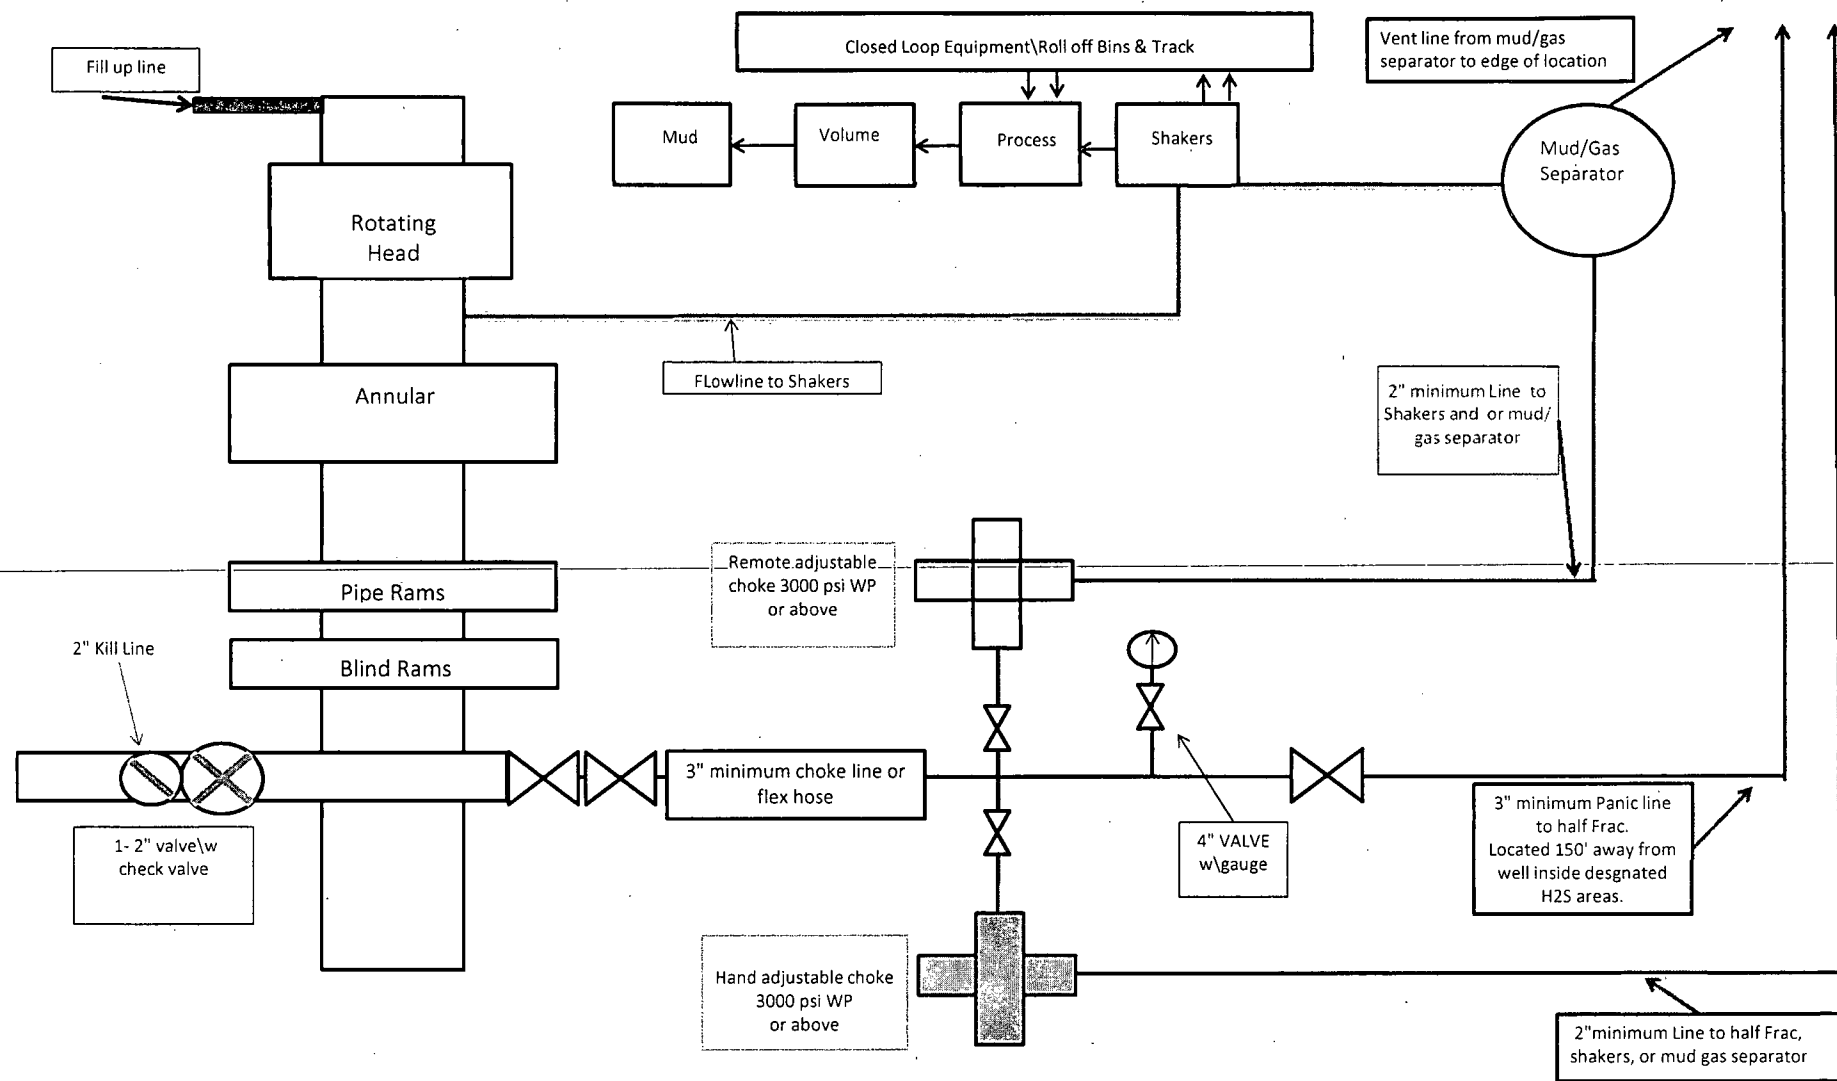 Closed Loop Equipment\Roll off Bins & Track
Vent line from mud/gas
separator to edge of location
Fill up line
Mud
Volume
Process
Shakers
Mud/Gas
Separator
Rotating
Head
FLowline to Shakers
Annular
2" minimum Line to
Shakers and or mud/
gas separator
Remote adjustable
choke 3000 psi WP
or above
Pipe Rams
2" Kill Line
Blind Rams
3" minimum choke line or
flex hose
1- 2" valve\w
check valve
4" VALVE
w\gauge
3" minimum Panic line
to half Frac.
Located 150' away from
well inside desgnated
H2S areas.
Hand adjustable choke
3000 psi WP
or above
2"minimum Line to half Frac,
shakers, or mud gas separator